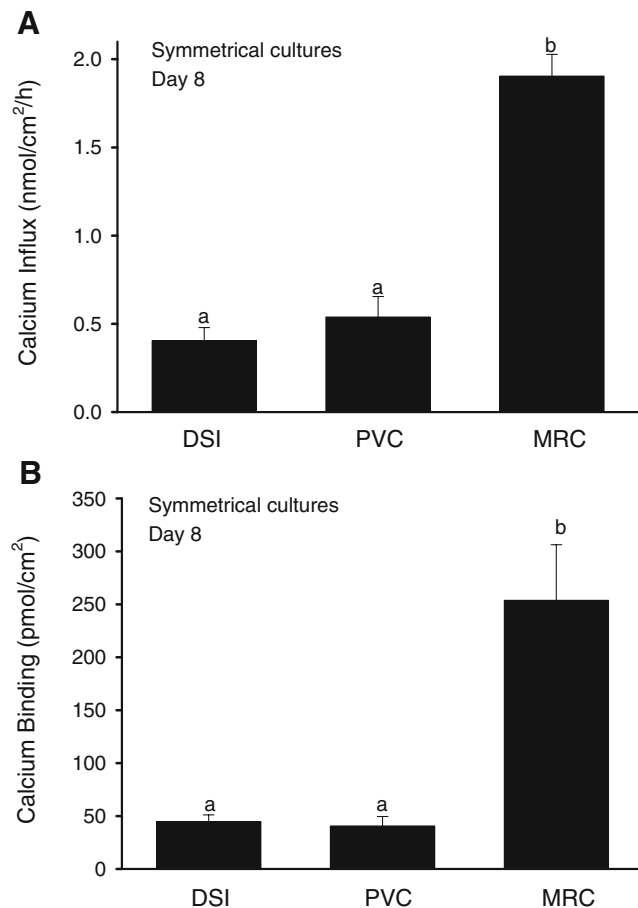 A
Symmetrical cultures
Day 8
Calcium Influx (nmol/cm²/h)
2.0
1.5
1.0
0.5
0.0
a
a
b
DSI PVC MRC
B
Symmetrical cultures
Day 8
Calcium Binding (pmol/cm²)
350
300
250
200
150
100
50
0
a
a
b
DSI PVC MRC